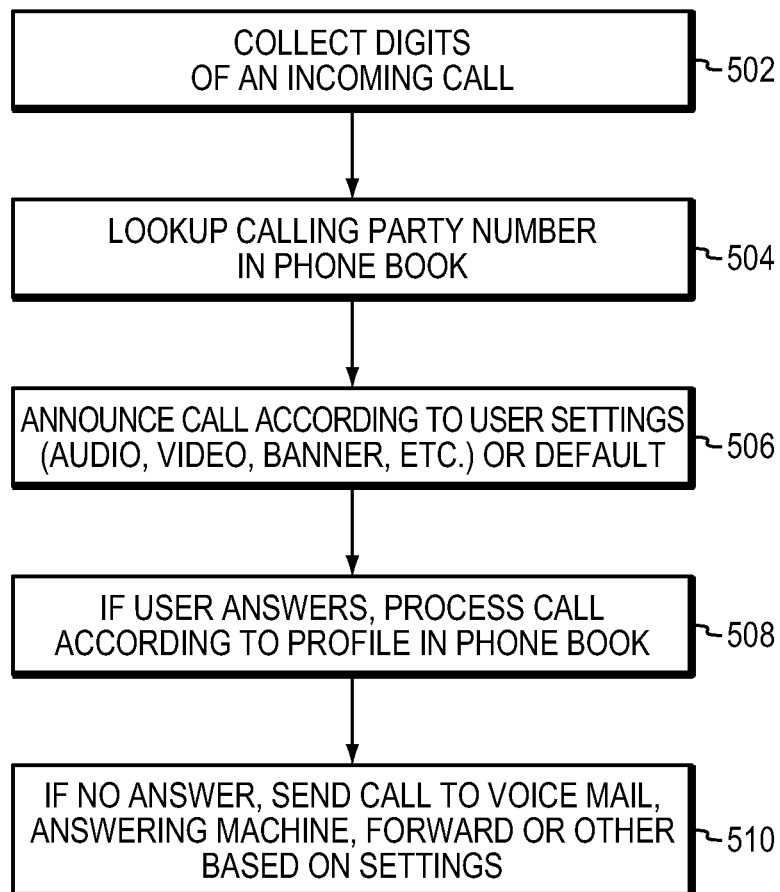 COLLECT DIGITS
OF AN INCOMING CALL
502
LOOKUP CALLING PARTY NUMBER
IN PHONE BOOK
504
ANNOUNCE CALL ACCORDING TO USER SETTINGS
(AUDIO, VIDEO, BANNER, ETC.) OR DEFAULT
506
IF USER ANSWERS, PROCESS CALL
ACCORDING TO PROFILE IN PHONE BOOK
508
IF NO ANSWER, SEND CALL TO VOICE MAIL,
ANSWERING MACHINE, FORWARD OR OTHER
BASED ON SETTINGS
510